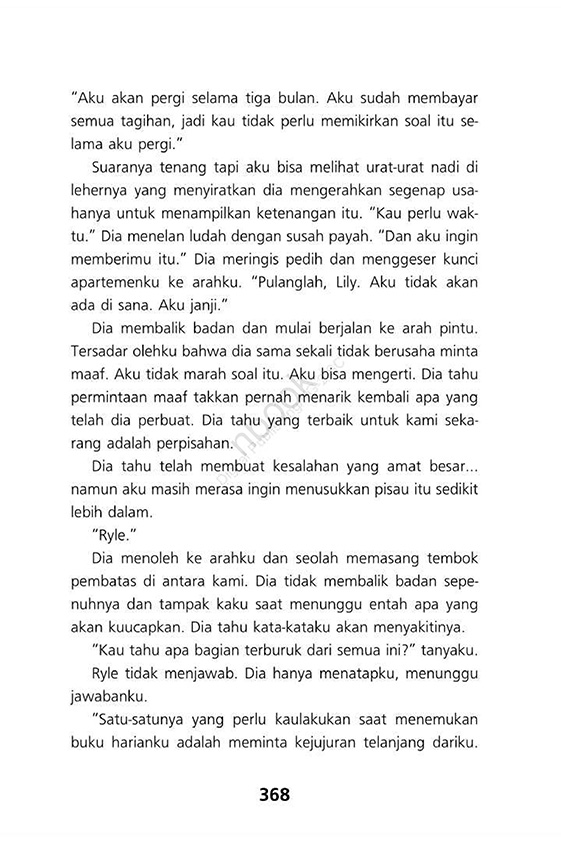 “Aku akan pergi selama tiga bulan. Aku sudah membayar
semua tagihan, jadi kau tidak perlu memikirkan soal itu se-
lama aku pergi.”
Suaranya tenang tapi aku bisa melihat urat-urat nadi di
lehernya yang menyiratkan dia mengerahkan segenap usa-
hanya untuk menampilkan ketenangan itu. “Kau perlu wak-
tu.” Dia menelan ludah dengan susah payah. “Dan aku ingin
memberimu itu.” Dia meringis pedih dan menggeser kunci
apartemenku ke arahku. “Pulanglah, Lily. Aku tidak akan
ada di sana. Aku janji.”
Dia membalik badan dan mulai berjalan ke arah pintu.
Tersadar olehku bahwa dia sama sekali tidak berusaha minta
maaf. Aku tidak marah soal itu. Aku bisa mengerti. Dia tahu
permintaan maaf takkan pernah menarik kembali apa yang
telah dia perbuat. Dia tahu yang terbaik untuk kami seka-
rang adalah perpisahan.
Dia tahu telah membuat kesalahan yang amat besar...
namun aku masih merasa ingin menusukkan pisau itu sedikit
lebih dalam.
“Ryle.”
Dia menoleh ke arahku dan seolah memasang tembok
pembatas di antara kami. Dia tidak membalik badan sepe-
nuhnya dan tampak kaku saat menunggu entah apa yang
akan kuucapkan. Dia tahu kata-kataku akan menyakitinya.
“Kau tahu apa bagian terburuk dari semua ini?” tanyaku.
Ryle tidak menjawab. Dia hanya menatapku, menunggu
jawabanku.
“Satu-satunya yang perlu kaulakukan saat menemukan
buku harianku adalah meminta kejujuran telanjang dariku.
368